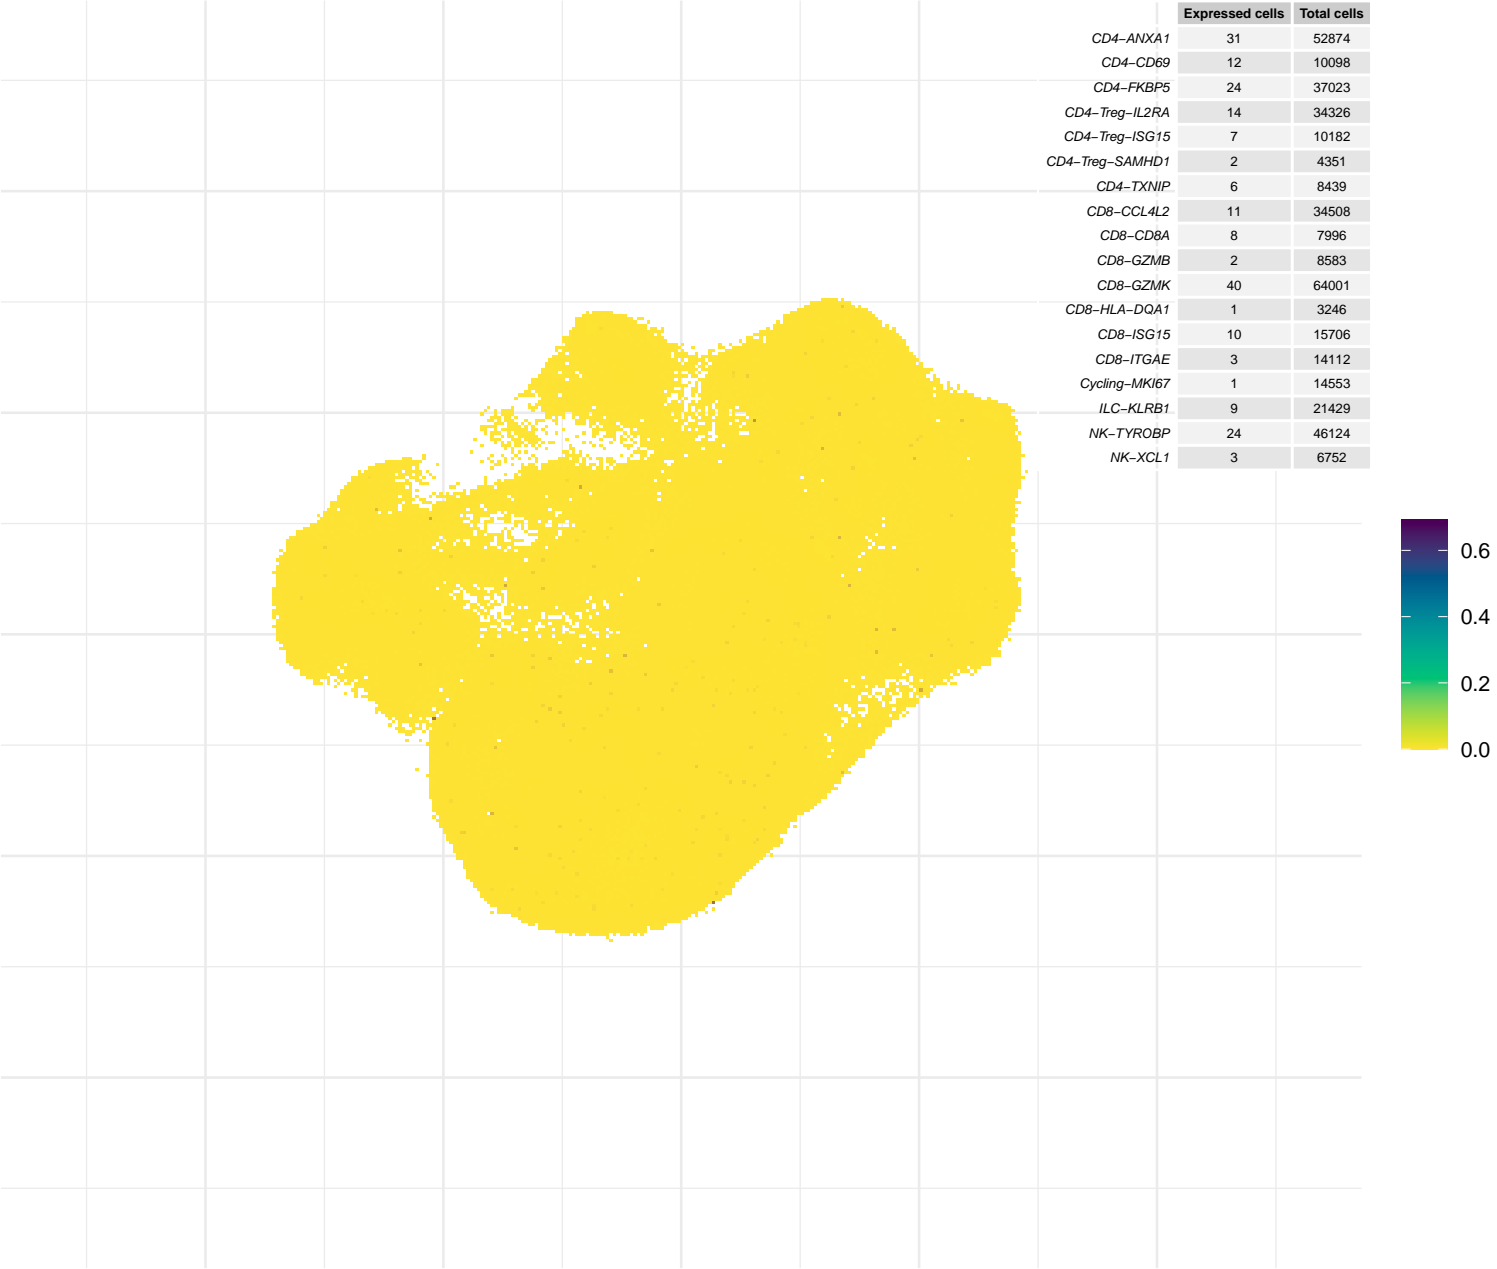 Expressed cells Total cells
CD4−ANXA1 31 52874
CD4−CD69 12 10098
CD4−FKBP5 24 37023
CD4−Treg−IL2RA 14 34326
CD4−Treg−ISG15 7 10182
CD4−Treg−SAMHD1 2 4351
CD4−TXNIP 6 8439
CD8−CCL4L2 11 34508
CD8−CD8A 8 7996
CD8−GZMB 2 8583
CD8−GZMK 40 64001
CD8−HLA−DQA1 1 3246
CD8−ISG15 10 15706
CD8−ITGAE 3 14112
Cycling−MKI67 1 14553
ILC−KLRB1 9 21429
NK−TYROBP 24 46124
NK−XCL1 3 6752
0.6
0.4
0.2
0.0